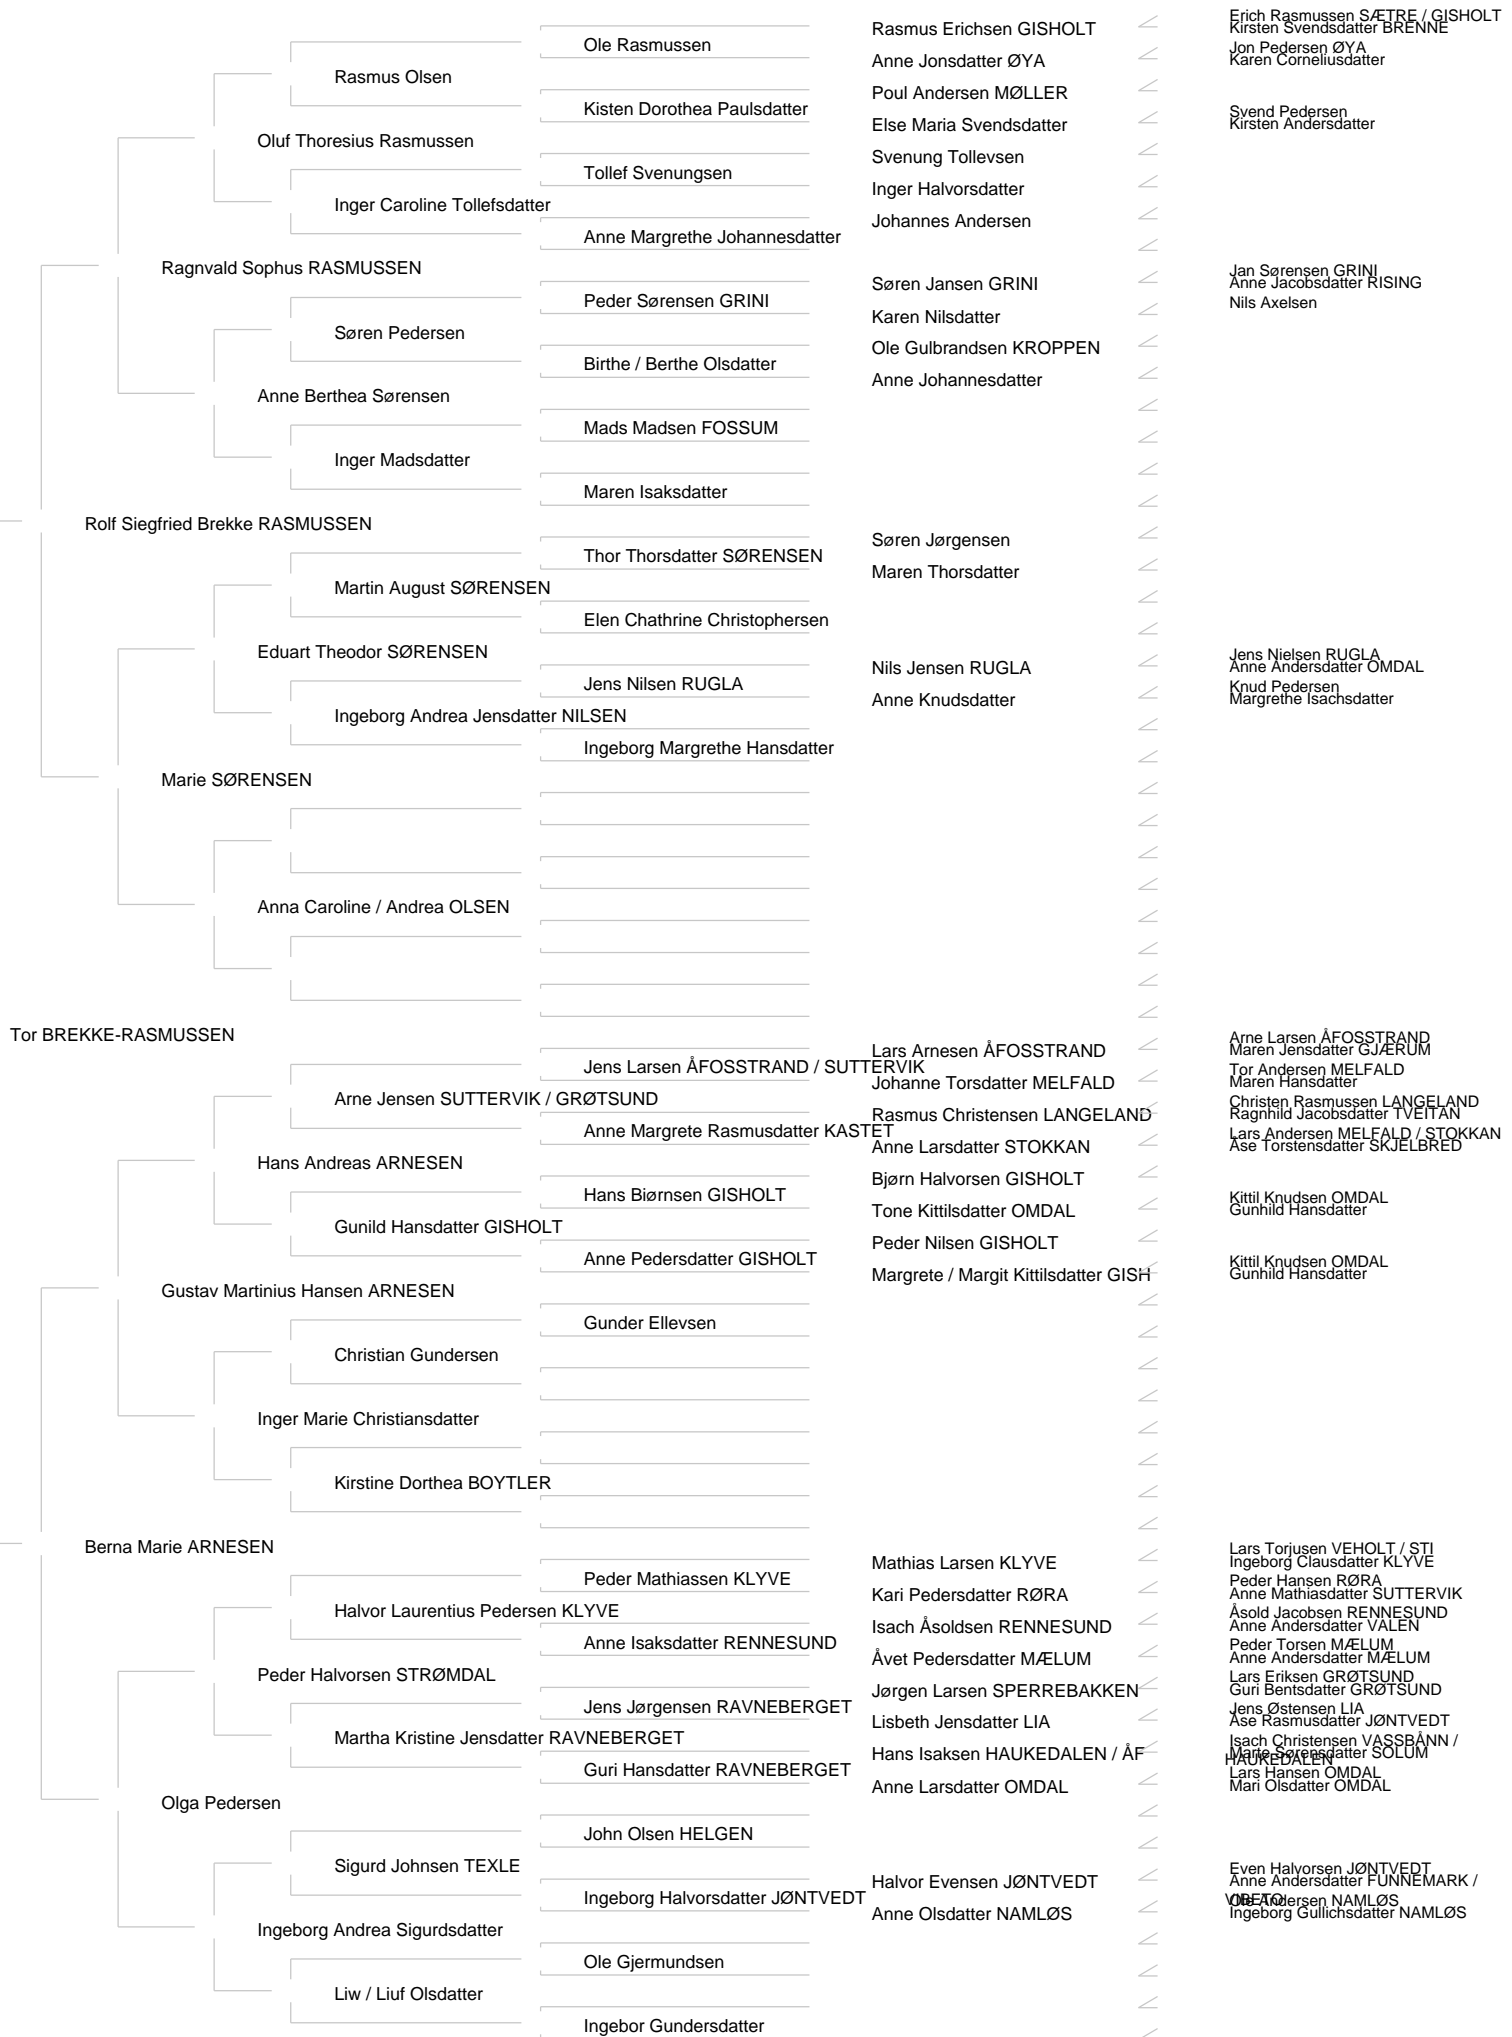 Erich Rasmussen SÆTRE / GISHOLT
Rasmus Erichsen GISHOLT
Kirsten Svendsdatter BRENNE
Ole Rasmussen
Jon Pedersen ØYA
Anne Jonsdatter ØYA
Karen Corneliusdatter
Rasmus Olsen
Poul Andersen MØLLER
Kisten Dorothea Paulsdatter
Svend Pedersen
Else Maria Svendsdatter
Kirsten Andersdatter
Oluf Thoresius Rasmussen
Svenung Tollevsen
Tollef Svenungsen
Inger Halvorsdatter
Inger Caroline Tollefsdatter
Johannes Andersen
Anne Margrethe Johannesdatter
Ragnvald Sophus RASMUSSEN
Jan Sørensen GRINI
Søren Jansen GRINI
Anne Jacobsdatter RISING
Peder Sørensen GRINI
Nils Axelsen
Karen Nilsdatter
Søren Pedersen
Ole Gulbrandsen KROPPEN
Birthe / Berthe Olsdatter
Anne Johannesdatter
Anne Berthea Sørensen
Mads Madsen FOSSUM
Inger Madsdatter
Maren Isaksdatter
Rolf Siegfried Brekke RASMUSSEN
Søren Jørgensen
Thor Thorsdatter SØRENSEN
Maren Thorsdatter
Martin August SØRENSEN
Elen Chathrine Christophersen
Eduart Theodor SØRENSEN
Jens Nielsen RUGLA
Nils Jensen RUGLA
Anne Andersdatter OMDAL
Jens Nilsen RUGLA
Knud Pedersen
Anne Knudsdatter
Margrethe Isachsdatter
Ingeborg Andrea Jensdatter NILSEN
Ingeborg Margrethe Hansdatter
Marie SØRENSEN
Anna Caroline / Andrea OLSEN
Tor BREKKE-RASMUSSEN
Arne Larsen ÅFOSSTRAND
Lars Arnesen ÅFOSSTRAND
Maren Jensdatter GJÆRUM
Jens Larsen ÅFOSSTRAND / SUTTERVIK
Tor Andersen MELFALD
Johanne Torsdatter MELFALD
Maren Hansdatter
Arne Jensen SUTTERVIK / GRØTSUND
Christen Rasmussen LANGELAND
Rasmus Christensen LANGELAND
Ragnhild Jacobsdatter TVEITAN
Anne Margrete Rasmusdatter KASTET
Lars Andersen MELFALD / STOKKAN
Anne Larsdatter STOKKAN
Åse Torstensdatter SKJELBRED
Hans Andreas ARNESEN
Bjørn Halvorsen GISHOLT
Hans Biørnsen GISHOLT
Kittil Knudsen OMDAL
Tone Kittilsdatter OMDAL
Gunhild Hansdatter
Gunild Hansdatter GISHOLT
Peder Nilsen GISHOLT
Anne Pedersdatter GISHOLT
Kittil Knudsen OMDAL
Margrete / Margit Kittilsdatter GISH
Gunhild Hansdatter
Gustav Martinius Hansen ARNESEN
Gunder Ellevsen
Christian Gundersen
Inger Marie Christiansdatter
Kirstine Dorthea BOYTLER
Berna Marie ARNESEN
Lars Torjusen VEHOLT / STI
Mathias Larsen KLYVE
Ingeborg Clausdatter KLYVE
Peder Mathiassen KLYVE
Peder Hansen RØRA
Kari Pedersdatter RØRA
Anne Mathiasdatter SUTTERVIK
Halvor Laurentius Pedersen KLYVE
Åsold Jacobsen RENNESUND
Isach Åsoldsen RENNESUND
Anne Andersdatter VALEN
Anne Isaksdatter RENNESUND
Peder Torsen MÆLUM
Åvet Pedersdatter MÆLUM
Anne Andersdatter MÆLUM
Peder Halvorsen STRØMDAL
Lars Eriksen GRØTSUND
Jørgen Larsen SPERREBAKKEN
Guri Bentsdatter GRØTSUND
Jens Jørgensen RAVNEBERGET
Jens Østensen LIA
Lisbeth Jensdatter LIA
Åse Rasmusdatter JØNTVEDT
Martha Kristine Jensdatter RAVNEBERGET
Isach Christensen VASSBÅNN /
HAUKEDALEN
Hans Isaksen HAUKEDALEN / ÅF
Marte Sørensdatter SOLUM
Guri Hansdatter RAVNEBERGET
Lars Hansen OMDAL
Anne Larsdatter OMDAL
Mari Olsdatter OMDAL
Olga Pedersen
John Olsen HELGEN
Sigurd Johnsen TEXLE
Even Halvorsen JØNTVEDT
Halvor Evensen JØNTVEDT
Anne Andersdatter FUNNEMARK /
VIBETO
Ingeborg Halvorsdatter JØNTVEDT
Ole Andersen NAMLØS
Anne Olsdatter NAMLØS
Ingeborg Gullichsdatter NAMLØS
Ingeborg Andrea Sigurdsdatter
Ole Gjermundsen
Liw / Liuf Olsdatter
Ingebor Gundersdatter